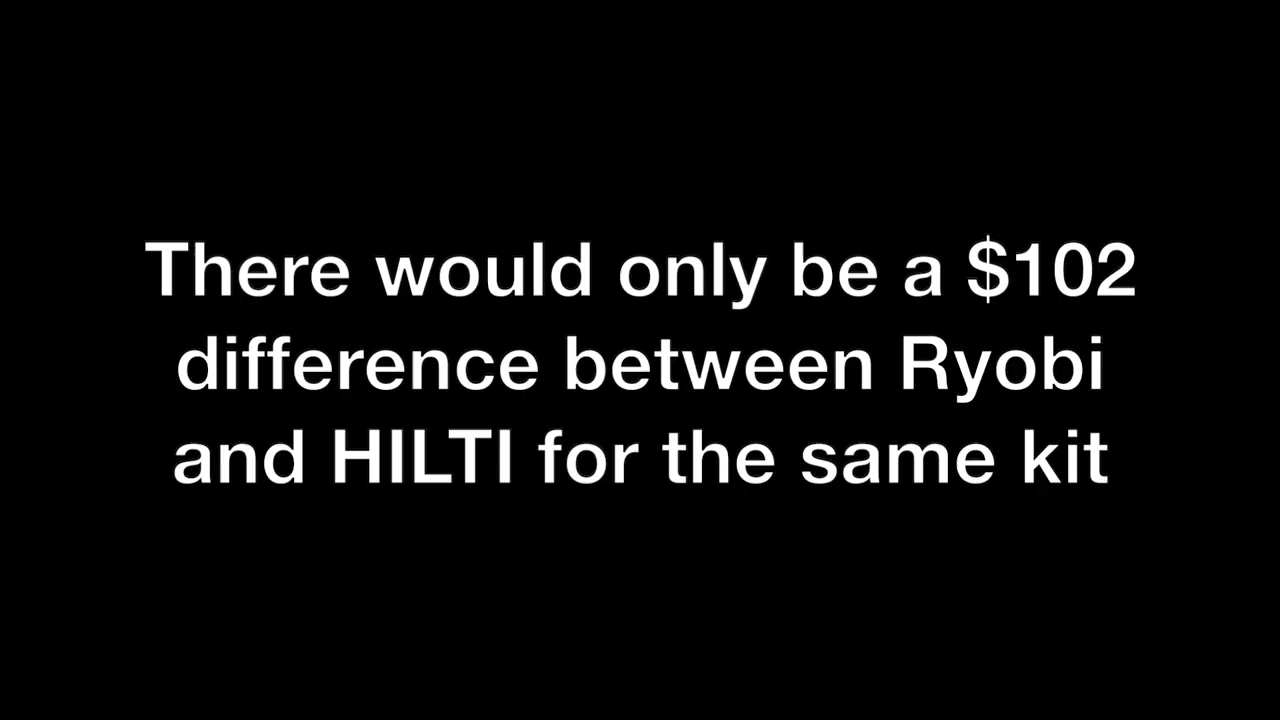 There would only be a $102
difference between Ryobi
and HILTI for the same kit